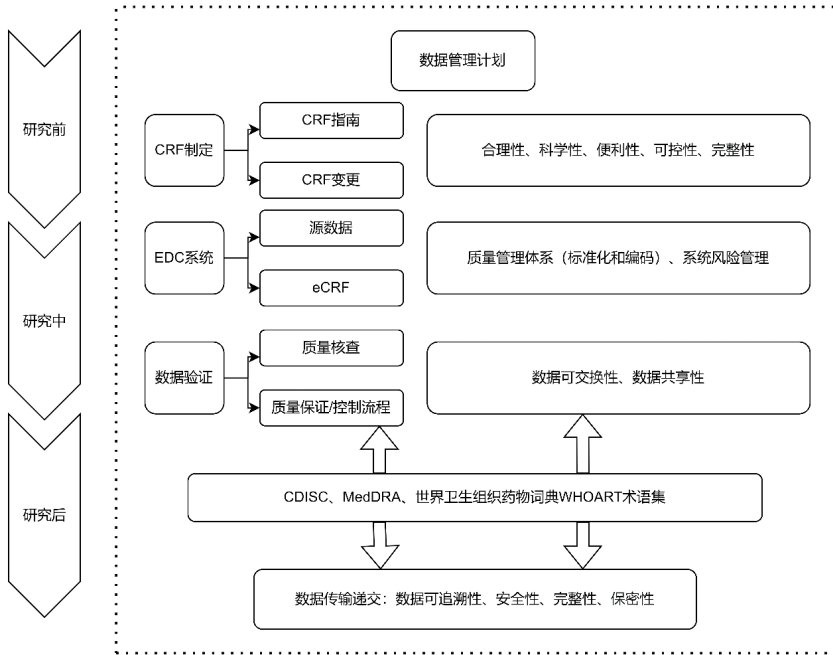 数据管理计划
研究前
CRF制定
CRF指南
CRF变更
合理性、科学性、便利性、可控性、完整性
研究中
EDC系统
源数据
eCRF
质量管理体系（标准化和编码）、系统风险管理
数据验证
质量核查
质量保证/控制流程
数据可交换性、数据共享性
研究后
CDISC、MedDRA、世界卫生组织药物词典WHOART术语集
数据传输递交：数据可追溯性、安全性、完整性、保密性